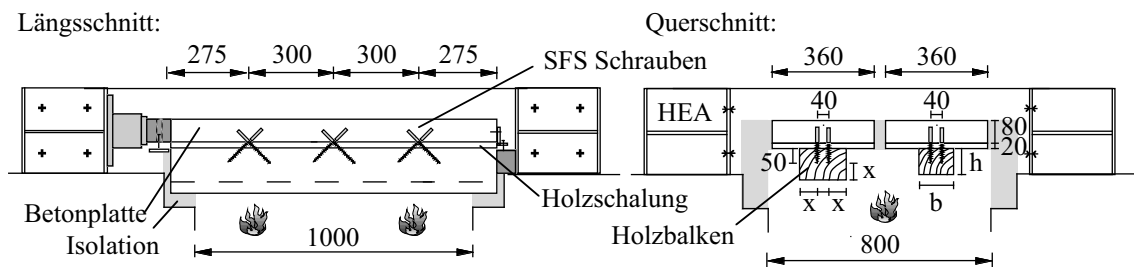 Längsschnitt:
Querschnitt:
275 300 300 275
SFS Schrauben
360 360
40 40
HEA
80
20
50
x
h
x x
b
Betonplatte
Isolation
Holzschalung
Holzbalken
1000
800